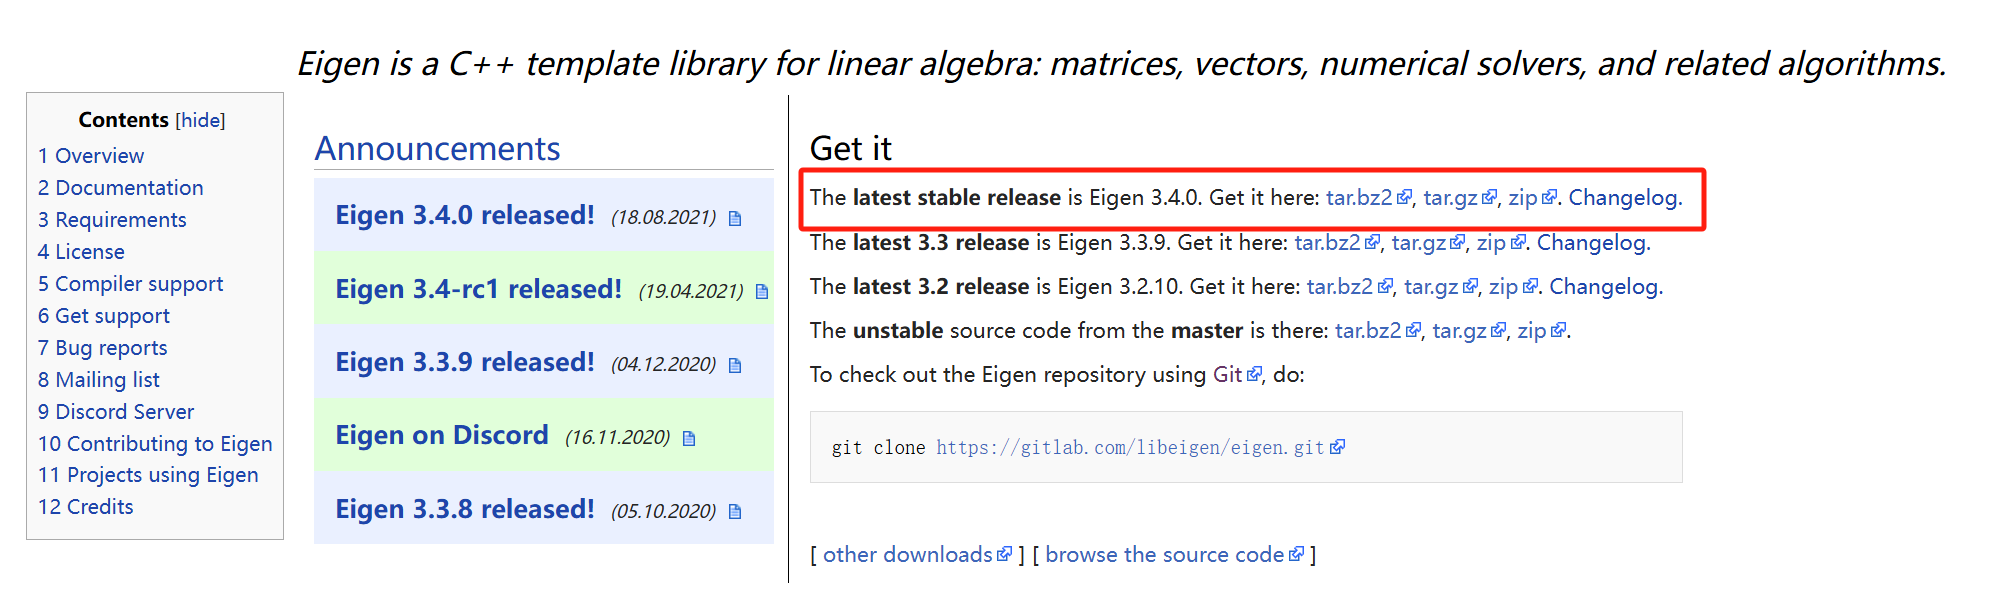 Eigen is a C++ template library for linear algebra: matrices, vectors, numerical solvers, and related algorithms.
Contents [hide]
1 Overview
2 Documentation
3 Requirements
4 License
5 Compiler support
6 Get support
7 Bug reports
8 Mailing list
9 Discord Server
10 Contributing to Eigen
11 Projects using Eigen
12 Credits
Announcements
Eigen 3.4.0 released! (18.08.2021)
Eigen 3.4-rc1 released! (19.04.2021)
Eigen 3.3.9 released! (04.12.2020)
Eigen on Discord (16.11.2020)
Eigen 3.3.8 released! (05.10.2020)
Get it
The latest stable release is Eigen 3.4.0. Get it here: tar.bz2, tar.gz, zip. Changelog.
The latest 3.3 release is Eigen 3.3.9. Get it here: tar.bz2, tar.gz, zip. Changelog.
The latest 3.2 release is Eigen 3.2.10. Get it here: tar.bz2, tar.gz, zip. Changelog.
The unstable source code from the master is there: tar.bz2, tar.gz, zip.
To check out the Eigen repository using Git, do:
git clone https://gitlab.com/libeigen/eigen.git
[ other downloads ] [ browse the source code ]